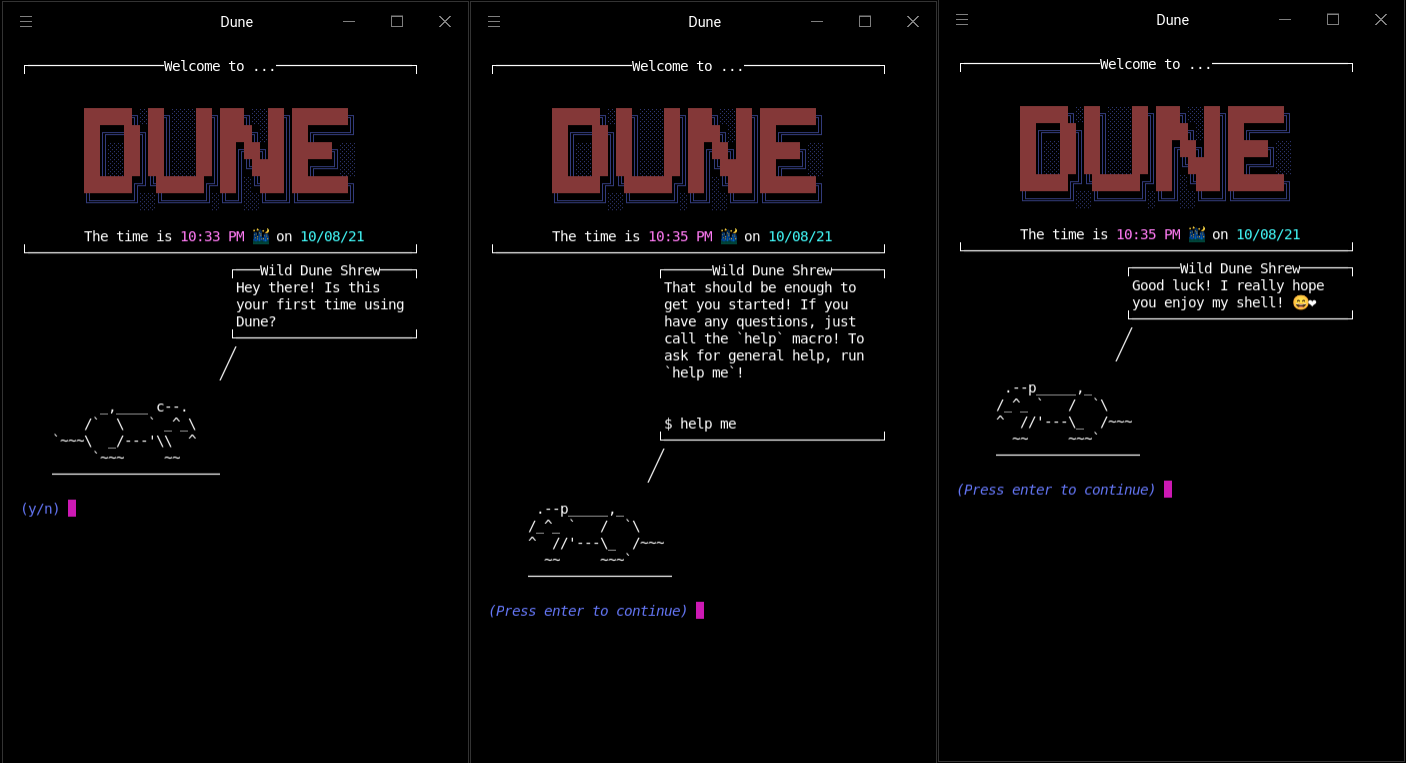 Dune
Welcome to ...
DUNE
The time is 10:33 PM 🌃 on 10/08/21
Wild Dune Shrew
Hey there! Is this
your first time using
Dune?
(y/n)
Dune
Welcome to ...
DUNE
The time is 10:35 PM 🌃 on 10/08/21
Wild Dune Shrew
That should be enough to
get you started! If you
have any questions, just
call the `help` macro! To
ask for general help, run
`help me`!
$ help me
(Press enter to continue)
Dune
Welcome to ...
DUNE
The time is 10:35 PM 🌃 on 10/08/21
Wild Dune Shrew
Good luck! I really hope
you enjoy my shell! 😄❤
(Press enter to continue)